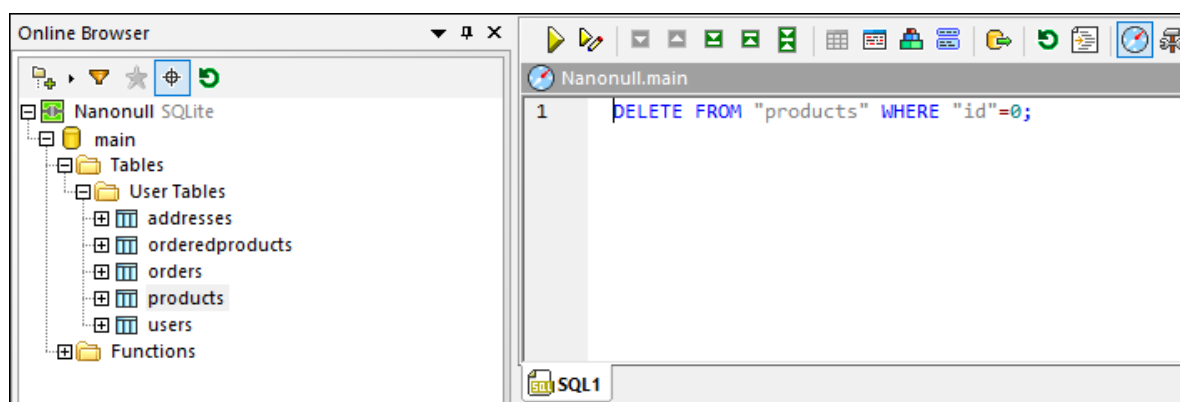 Online Browser
Nanonull SQLite
main
Tables
User Tables
addresses
orderedproducts
orders
products
users
Functions
Nanonull.main
1 DELETE FROM "products" WHERE "id"=0;
SQL1